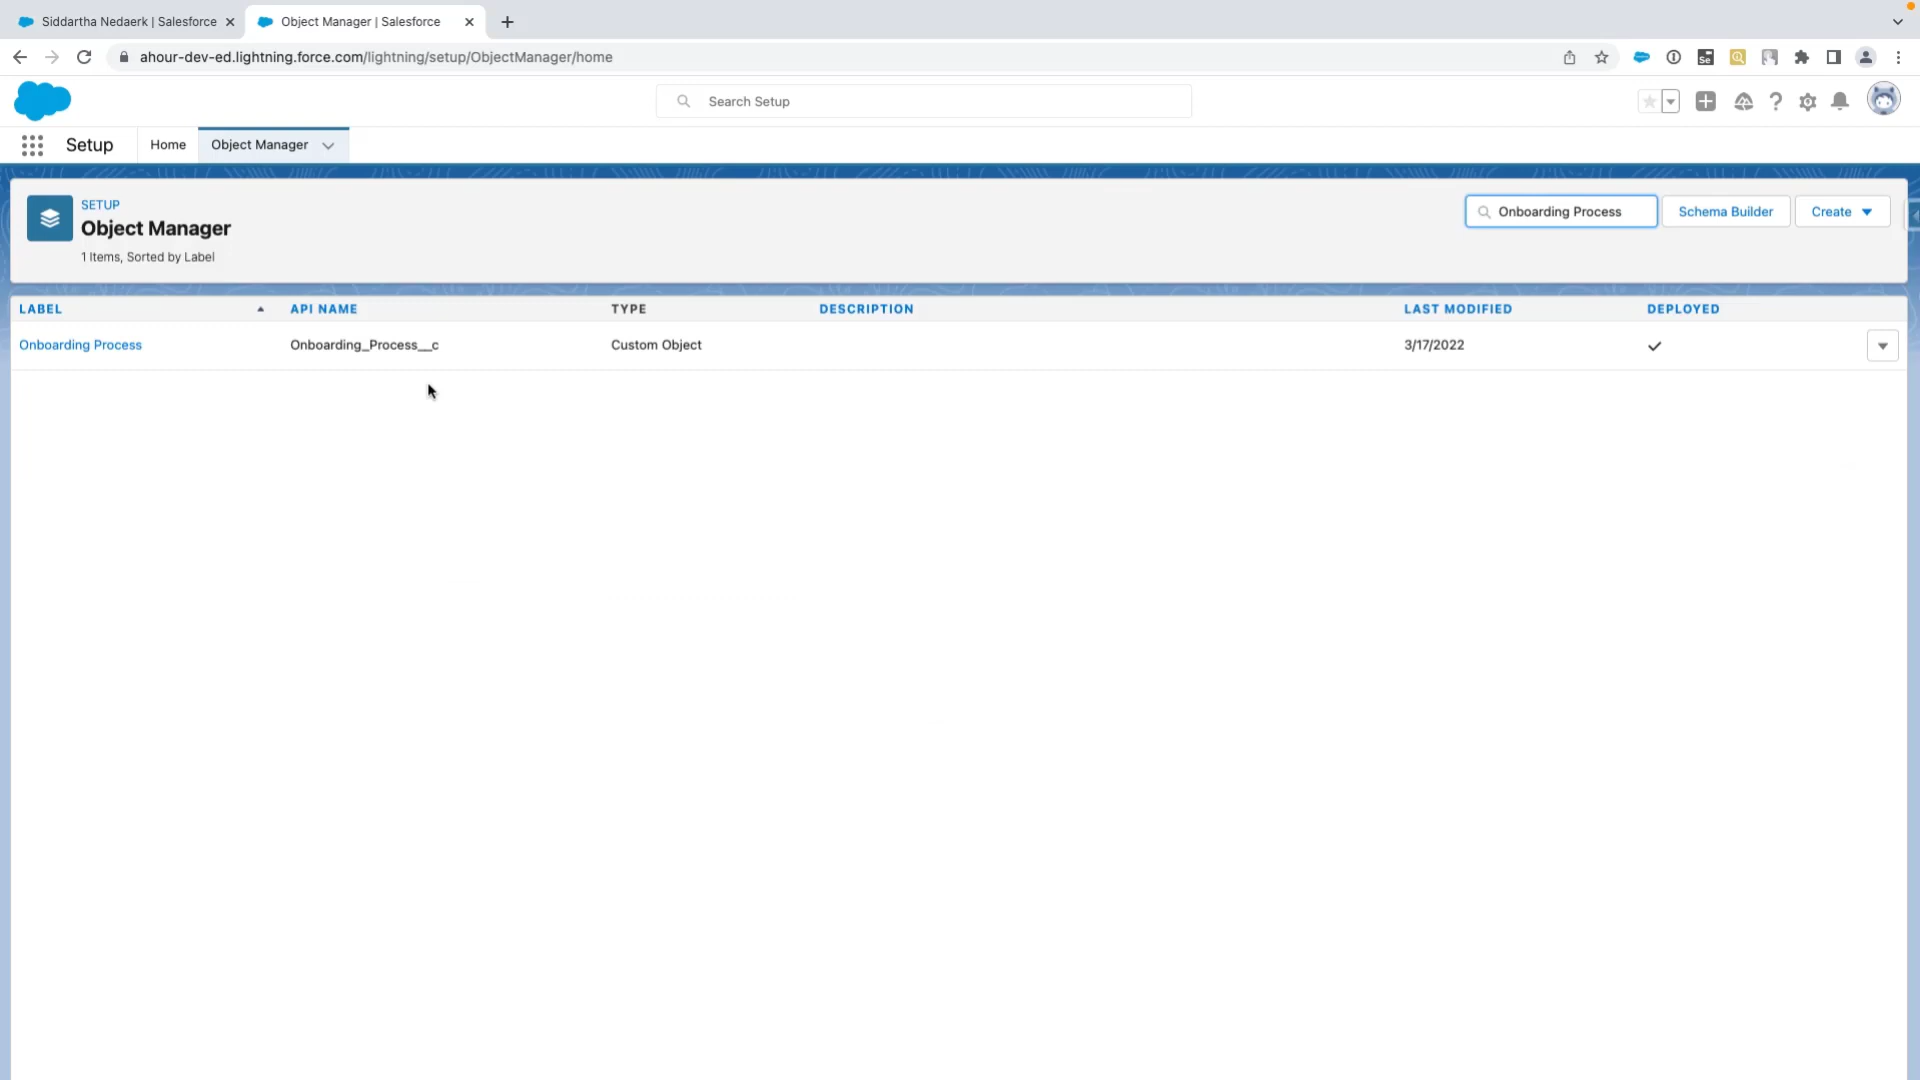 Siddartha Nedaerk | Salesforce
Object Manager | Salesforce
ahour-dev-ed.lightning.force.com/lightning/setup/ObjectManager/home
Search Setup
Setup
Home
Object Manager
SETUP
Object Manager
1 Items, Sorted by Label
Onboarding Process
Schema Builder
Create
LABEL API NAME TYPE DESCRIPTION LAST MODIFIED DEPLOYED
Onboarding Process Onboarding_Process__c Custom Object 3/17/2022